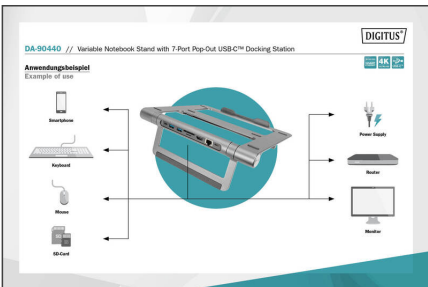 DIGITUS®
DA-90440 // Variable Notebook Stand with 7-Port Pop-Out USB-C™ Docking Station
4K
Anwendungsbeispiel
Example of use
Smartphone
Power Supply
Keyboard
Router
Mouse
Monitor
SD-Card